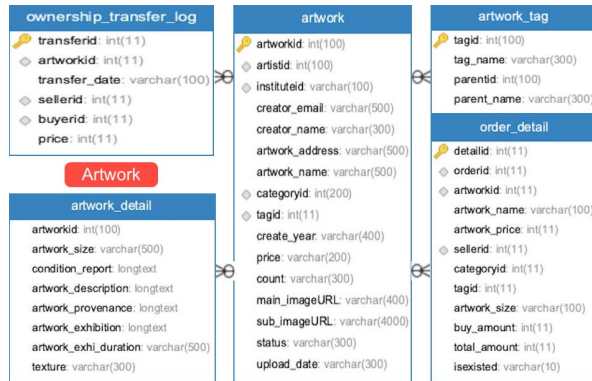 ownership_transfer_log
transferid: int(11)
artworkid: int(11)
transfer_date: varchar(100)
sellerid: int(11)
buyerid: int(11)
price: int(11)
Artwork
artwork_detail
artworkid: int(100)
artwork_size: varchar(500)
condition_report: longtext
artwork_description: longtext
artwork_provenance: longtext
artwork_exhibition: longtext
artwork_exhi_duration: varchar(500)
texture: varchar(300)
artwork
artworkid: int(100)
artistid: int(100)
instituteid: varchar(100)
creator_email: varchar(500)
creator_name: varchar(300)
artwork_address: varchar(500)
artwork_name: varchar(500)
categoryid: int(200)
tagid: int(11)
create_year: varchar(400)
price: varchar(200)
count: varchar(300)
main_imageURL: varchar(400)
sub_imageURL: varchar(4000)
status: varchar(300)
upload_date: varchar(300)
artwork_tag
tagid: int(100)
tag_name: varchar(300)
parentid: int(100)
parent_name: varchar(300)
order_detail
detailid: int(11)
orderid: int(11)
artworkid: int(11)
artwork_name: varchar(100)
artwork_price: int(11)
sellerid: int(11)
categoryid: int(11)
tagid: int(11)
artwork_size: varchar(100)
buy_amount: int(11)
total_amount: int(11)
isexisted: varchar(10)